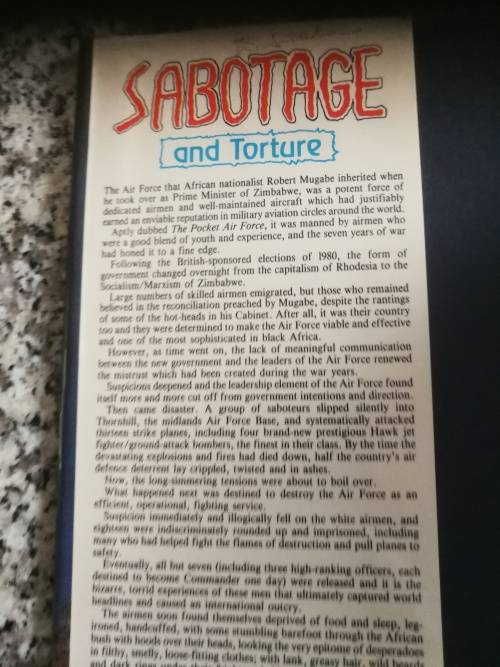 SABOTAGE
and Torture
The Air Force that African nationalist Robert Mugabe inherited when
he took over as Prime Minister of Zimbabwe, was a potent force of
dedicated airmen and well-maintained aircraft which had justifiably
earned an enviable reputation in military aviation circles around the world.
Aptly dubbed The Pocket Air Force, it was manned by airmen who
were a good blend of youth and experience, and the seven years of war
had honed it to a fine edge.
Following the British-sponsored elections of 1980, the form of
government changed overnight from the capitalism of Rhodesia to the
Socialism/Marxism of Zimbabwe.
Large numbers of skilled airmen emigrated, but those who remained
believed in the reconciliation preached by Mugabe, despite the rantings
of some of the hot-heads in his Cabinet. After all, it was their country
too and they were determined to make the Air Force viable and effective
and one of the most sophisticated in black Africa.
However, as time went on, the lack of meaningful communication
between the new government and the leaders of the Air Force renewed
the mistrust which had been created during the war years.
Suspicions deepened and the leadership element of the Air Force found
itself more and more cut off from government intentions and direction.
Then came disaster. A group of saboteurs slipped silently into
Thornhill, the midlands Air Force Base, and systematically attacked
thirteen strike planes, including four brand-new prestigious Hawk jet
fighter/ground-attack bombers, the finest in their class. By the time the
devastating explosions and fires had died down, half the country's air
defence deterrent lay crippled, twisted and in ashes.
Now, the long-simmering tensions were about to boil over.
What happened next was destined to destroy the Air Force as an
efficient, operational, fighting service.
Suspicion immediately and illogically fell on the white airmen, and
eighteen were indiscriminately rounded up and imprisoned, including
many who had helped fight the flames of destruction and pull planes to
safety.
Eventually, all but seven (including three high-ranking officers, each
destined to become Commander one day) were released and it is the
bizarre, torrid experiences of these men that ultimately captured world
headlines and caused an international outcry.
The airmen soon found themselves deprived of food and sleep, leg-
ironed, handcuffed, with some stumbling barefoot through the African
bush with hoods over their heads, looking the very epitome of desperadoes
in filthy, smelly, loose-fitting clothes; with lank, greasy hair, wild
and dark rings under their